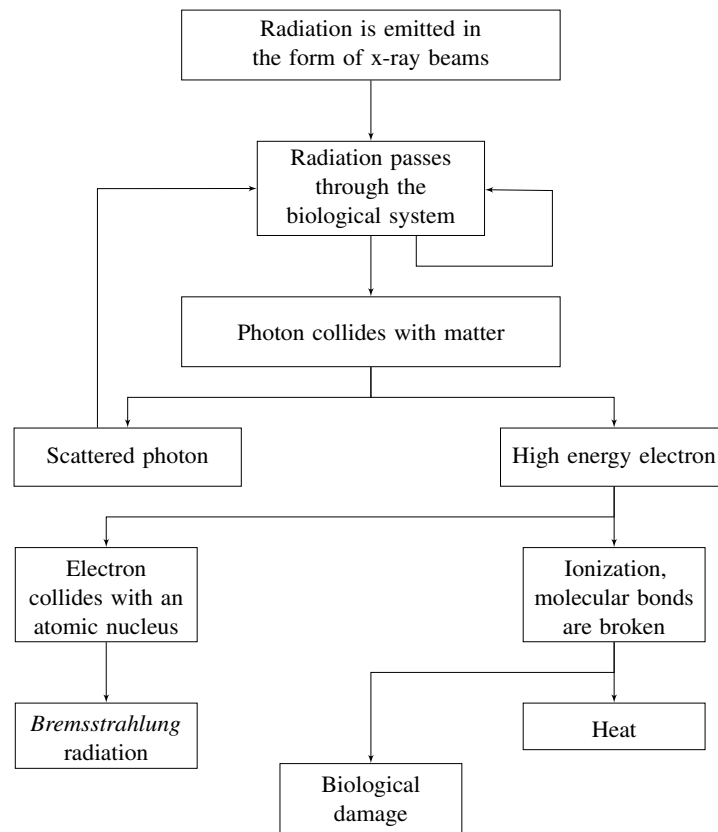 Radiation is emitted in
the form of x-ray beams
Radiation passes
through the
biological system
Photon collides with matter
Scattered photon
High energy electron
Electron
collides with an
atomic nucleus
Ionization,
molecular bonds
are broken
Bremsstrahlung
radiation
Heat
Biological
damage